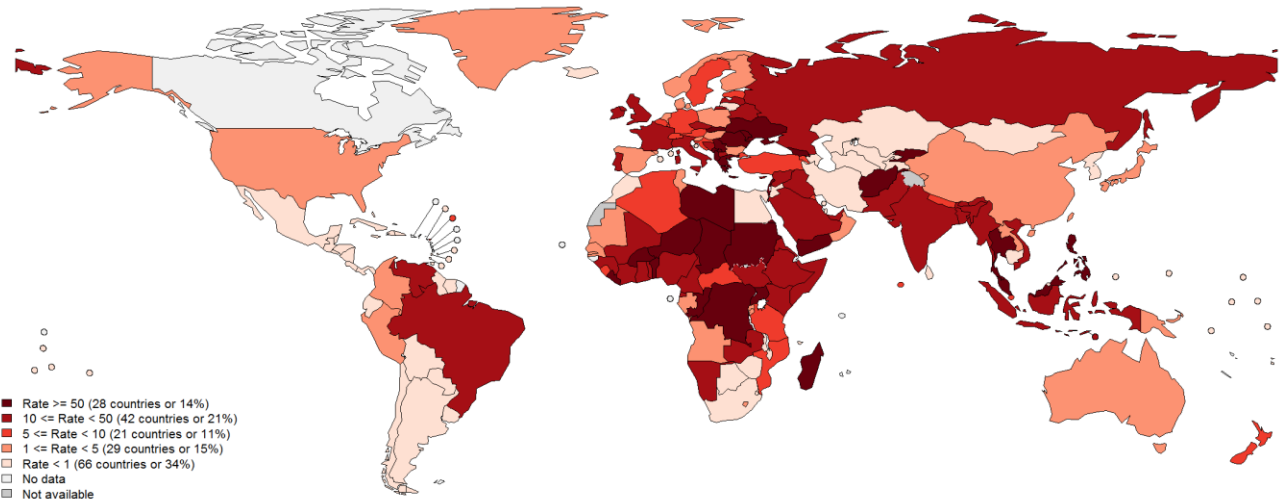 Rate >= 50 (28 countries or 14%)
10 <= Rate < 50 (42 countries or 21%)
5 <= Rate < 10 (21 countries or 11%)
1 <= Rate < 5 (29 countries or 15%)
Rate < 1 (66 countries or 34%)
No data
Not available